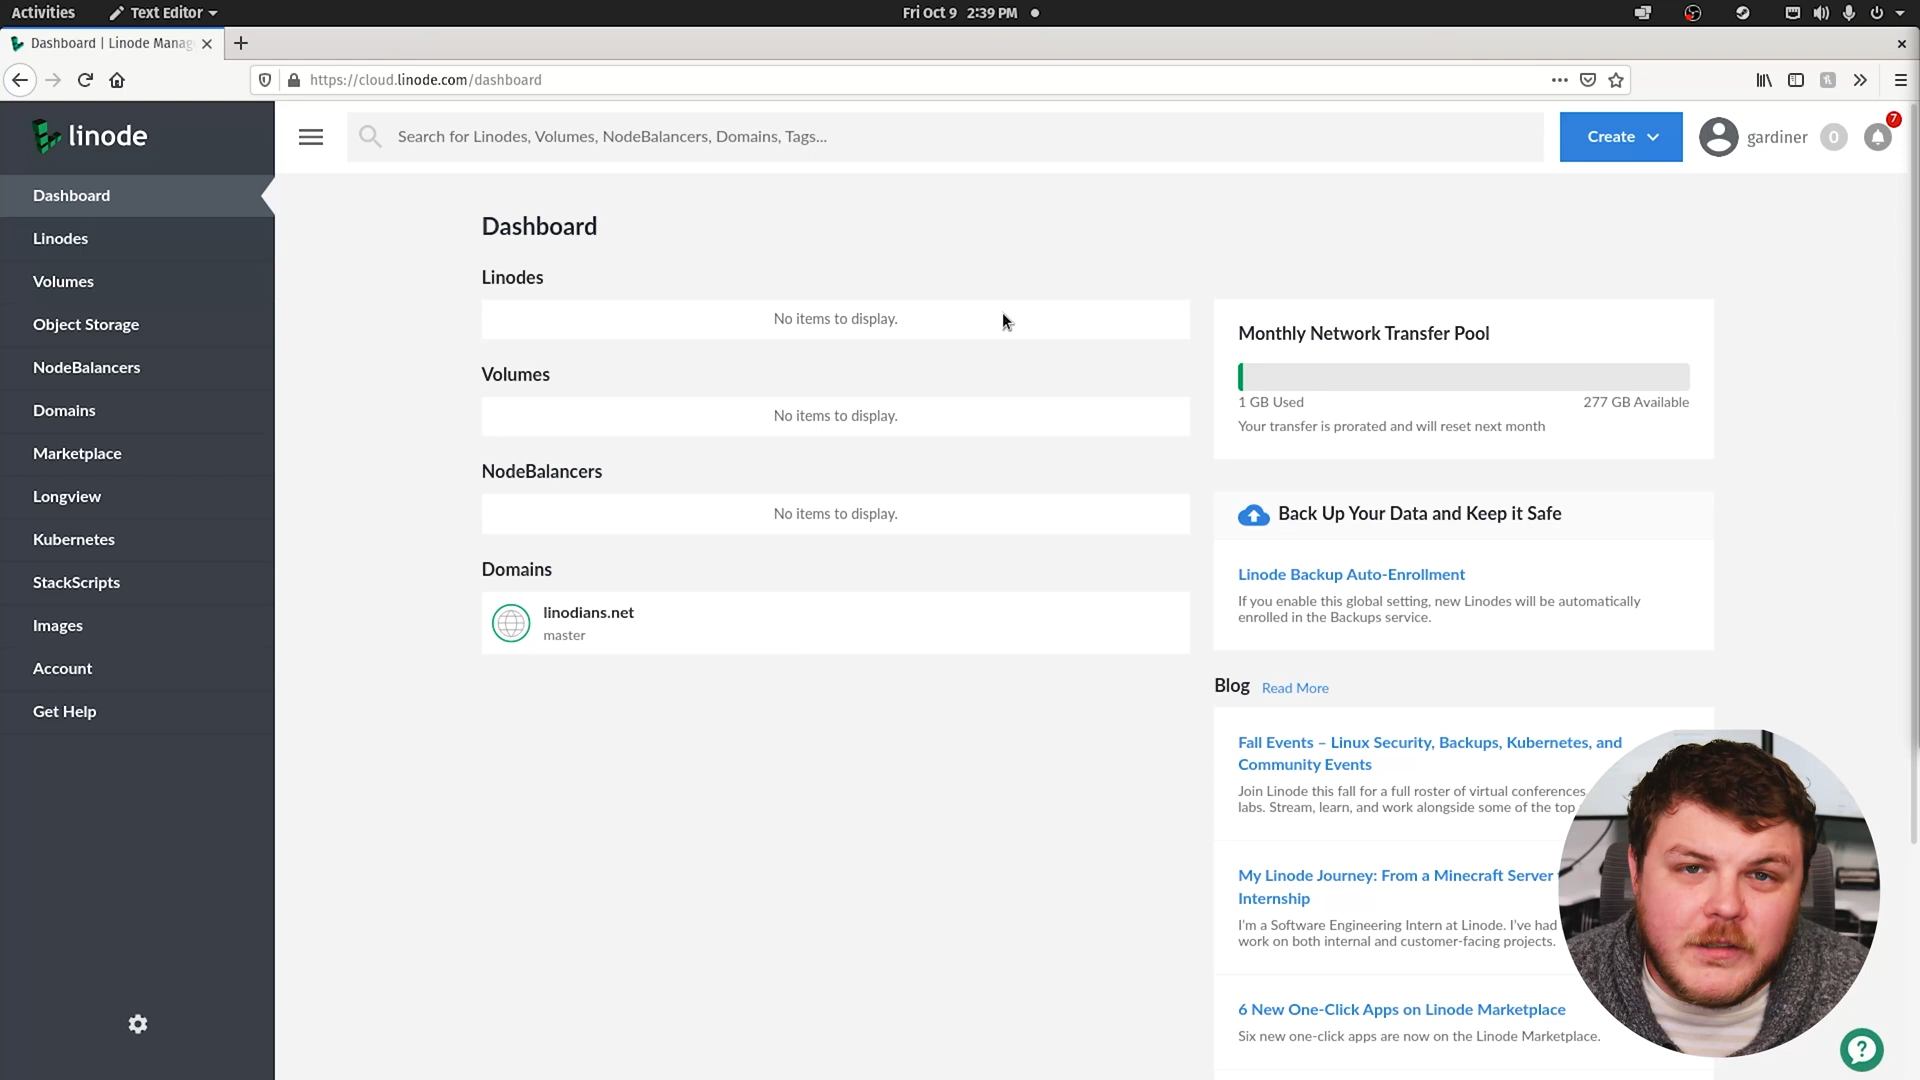 Activities
Text Editor
Fri Oct 9 2:39 PM
Dashboard | Linode Manag
https://cloud.linode.com/dashboard
linode
Search for Linodes, Volumes, NodeBalancers, Domains, Tags...
Create
gardiner
0
7
Dashboard
Linodes
Volumes
Object Storage
NodeBalancers
Domains
Marketplace
Longview
Kubernetes
StackScripts
Images
Account
Get Help
Dashboard
Linodes
No items to display.
Volumes
No items to display.
NodeBalancers
No items to display.
Domains
linodians.net
master
Monthly Network Transfer Pool
1 GB Used
277 GB Available
Your transfer is prorated and will reset next month
Back Up Your Data and Keep it Safe
Linode Backup Auto-Enrollment
If you enable this global setting, new Linodes will be automatically
enrolled in the Backups service.
Blog
Read More
Fall Events – Linux Security, Backups, Kubernetes, and
Community Events
Join Linode this fall for a full roster of virtual conferences
labs. Stream, learn, and work alongside some of the top
My Linode Journey: From a Minecraft Server
Internship
I'm a Software Engineering Intern at Linode. I've had
work on both internal and customer-facing projects.
6 New One-Click Apps on Linode Marketplace
Six new one-click apps are now on the Linode Marketplace.
?